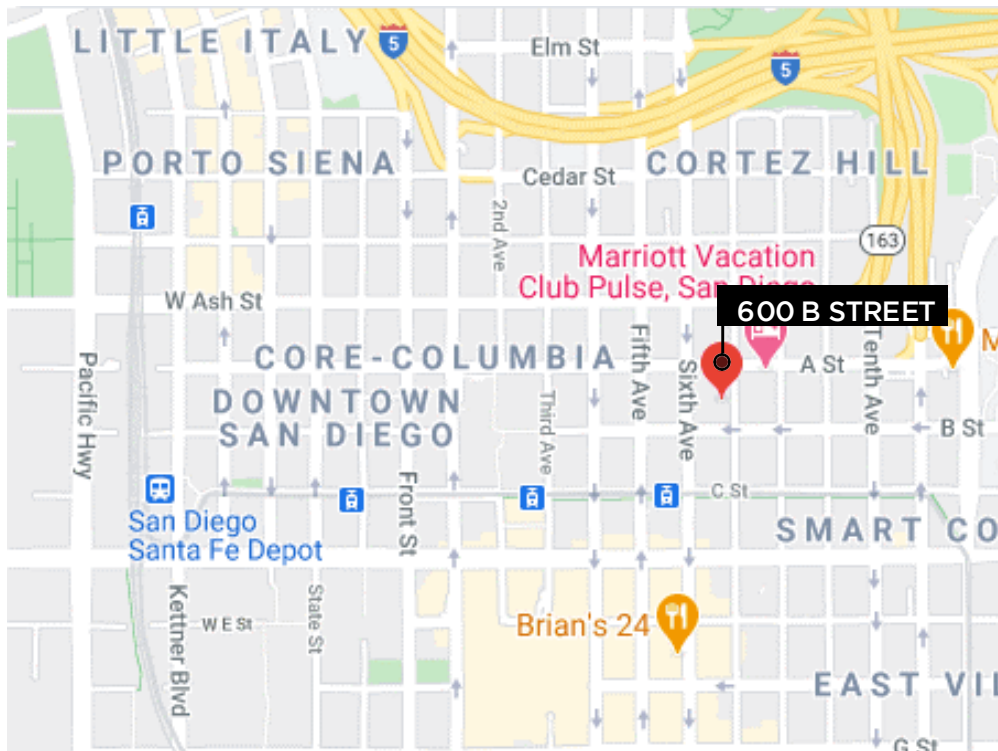 LITTLE ITALY
5
Elm St
5
PORTO SIENA
CORTEZ HILL
Cedar St
2nd Ave
163
Marriott Vacation
Club Pulse, San Diego
W Ash St
600 B STREET
Pacific Hwy
CORE-COLUMBIA
Fifth Ave
Sixth Ave
A St
Tenth Ave
M
DOWNTOWN
SAN DIEGO
Third Ave
B St
Front St
C St
San Diego
Santa Fe Depot
SMART CO
Kettner Blvd
W E St
State St
Brian's 24
EAST VII
G St